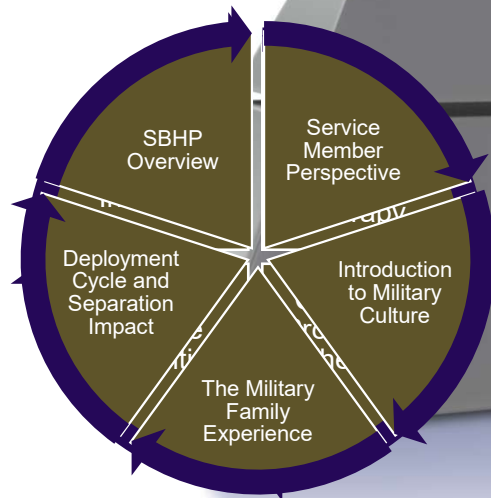 SBHP
Overview
Service
Member
Perspective
Introduction
to Military
Culture
The Military
Family
Experience
Deployment
Cycle and
Separation
Impact